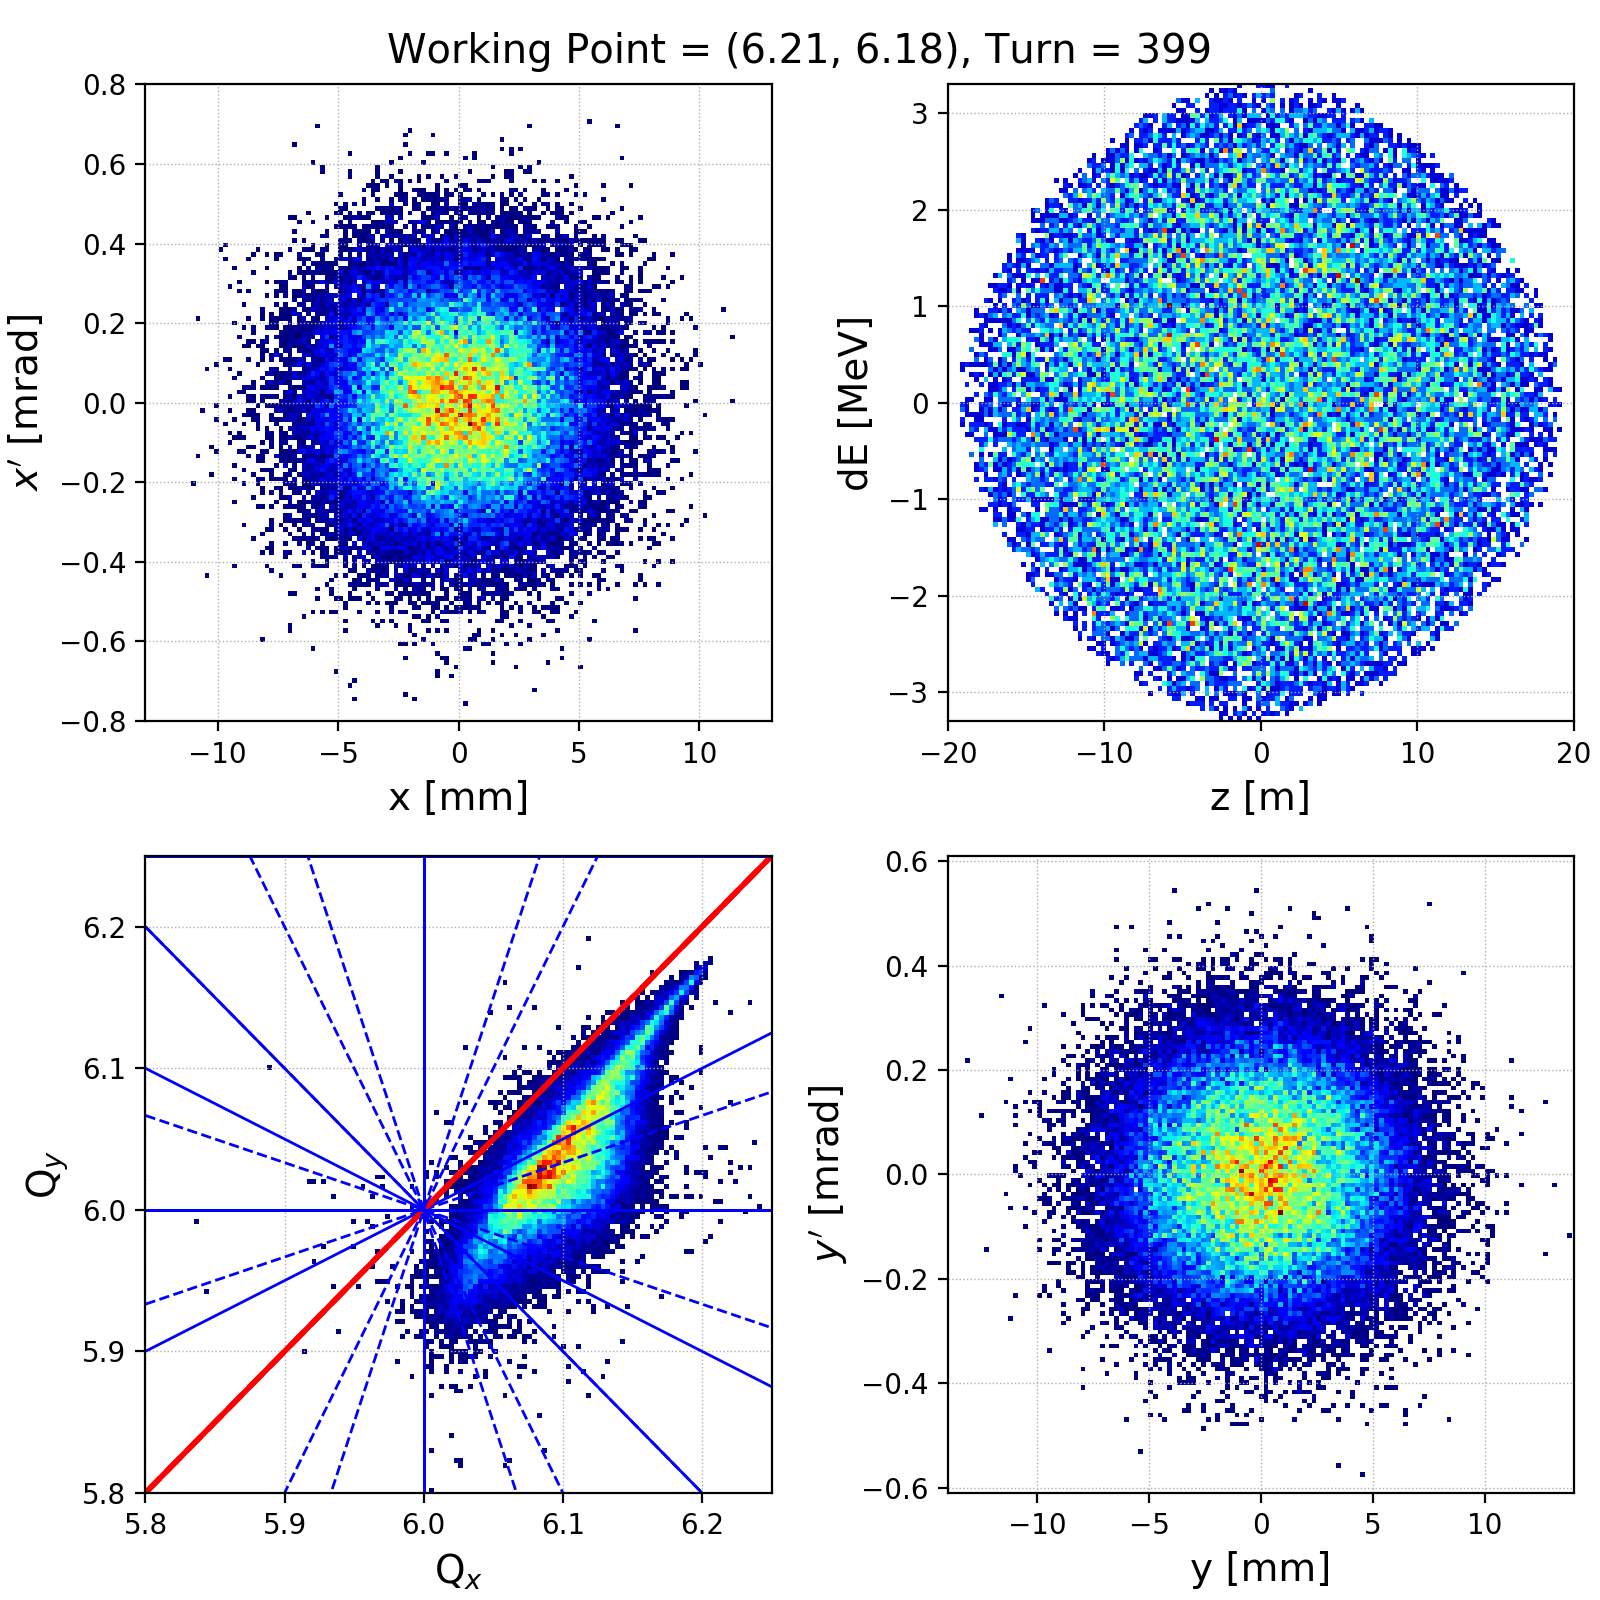 Working Point = (6.21, 6.18), Turn = 399
0.8
0.6
0.4
0.2
0.0
−0.2
−0.4
−0.6
−0.8
x′ [mrad]
−10 −5 0 5 10
x [mm]
3
2
1
0
−1
−2
−3
dE [MeV]
−20 −10 0 10 20
z [m]
6.2
6.1
6.0
5.9
5.8
Qy
5.8 5.9 6.0 6.1 6.2
Qx
0.6
0.4
0.2
0.0
−0.2
−0.4
−0.6
y′ [mrad]
−10 −5 0 5 10
y [mm]